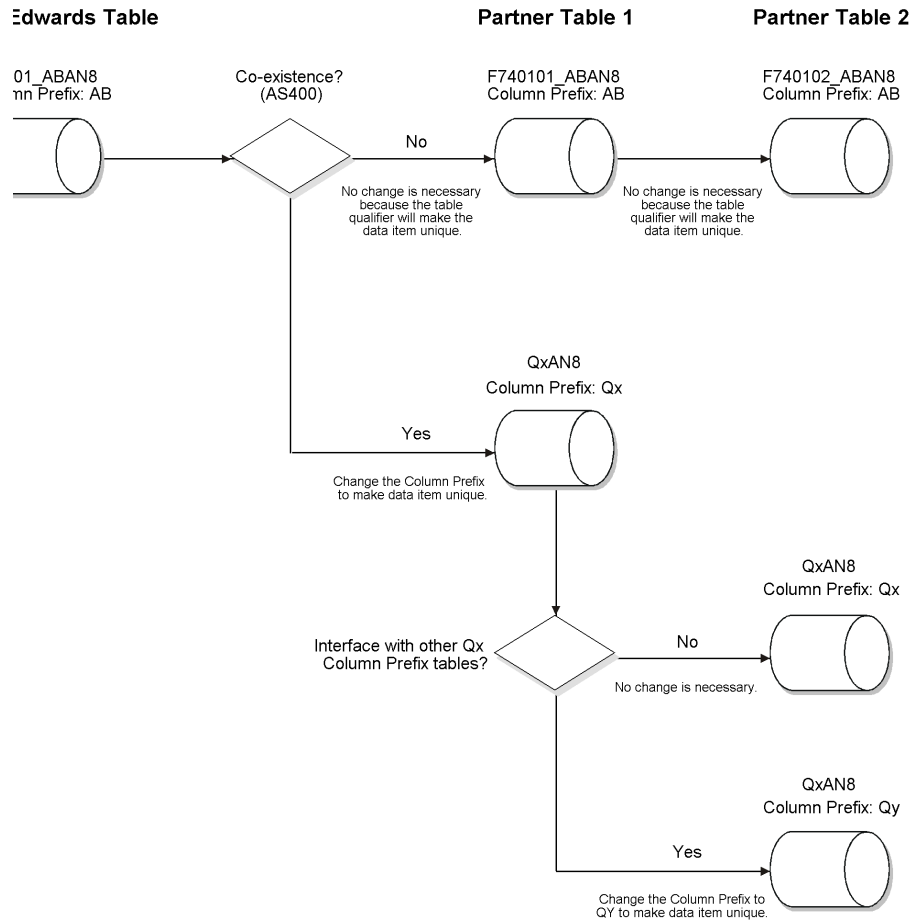 Edwards Table
Partner Table 1
Partner Table 2
01_ABAN8
mn Prefix: AB
Co-existence?
(AS400)
F740101_ABAN8
Column Prefix: AB
F740102_ABAN8
Column Prefix: AB
No
No change is necessary
because the table
qualifier will make the
data item unique.
No change is necessary
because the table
qualifier will make the
data item unique.
QxAN8
Column Prefix: Qx
Yes
Change the Column Prefix
to make data item unique.
QxAN8
Column Prefix: Qx
Interface with other Qx
Column Prefix tables?
No
No change is necessary.
QxAN8
Column Prefix: Qy
Yes
Change the Column Prefix to
QY to make data item unique.